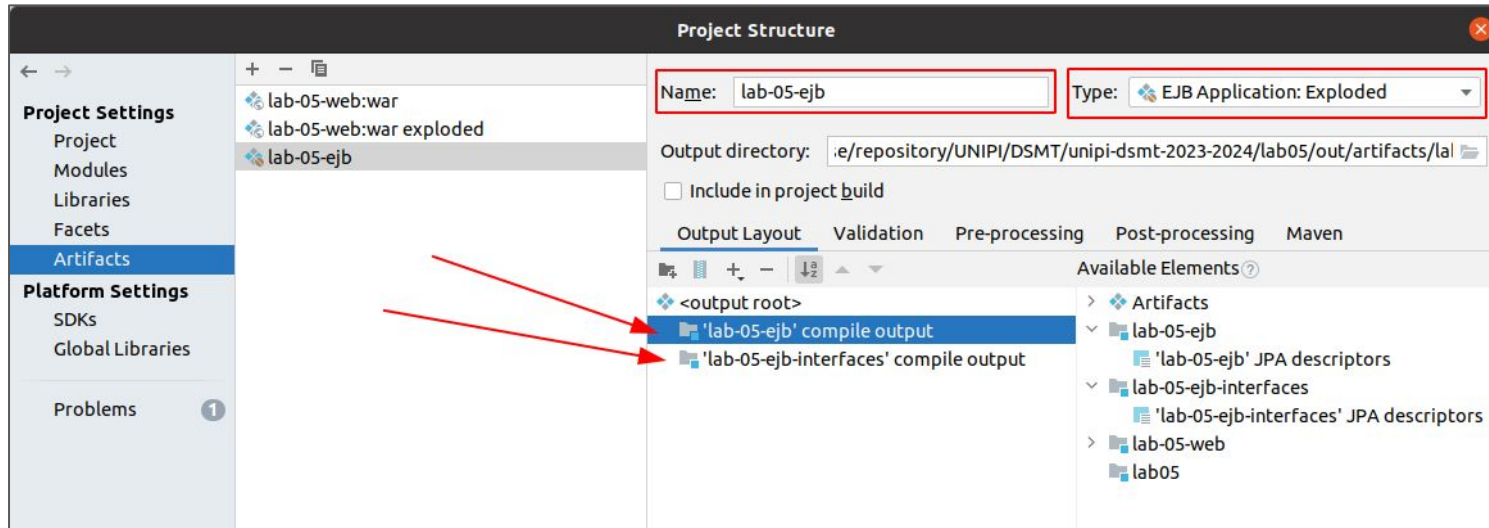 Project Structure
Project Settings
Project
Modules
Libraries
Facets
Artifacts
Platform Settings
SDKs
Global Libraries
Problems 1
lab-05-web:war
lab-05-web:war exploded
lab-05-ejb
Name: lab-05-ejb Type: EJB Application: Exploded
Output directory: e/repository/UNIPI/DSMT/unipi-dsmt-2023-2024/lab05/out/artifacts/lal
Include in project build
Output Layout Validation Pre-processing Post-processing Maven
Available Elements ?
<output root>
'lab-05-ejb' compile output
'lab-05-ejb-interfaces' compile output
Artifacts
lab-05-ejb
'lab-05-ejb' JPA descriptors
lab-05-ejb-interfaces
'lab-05-ejb-interfaces' JPA descriptors
lab-05-web
lab05